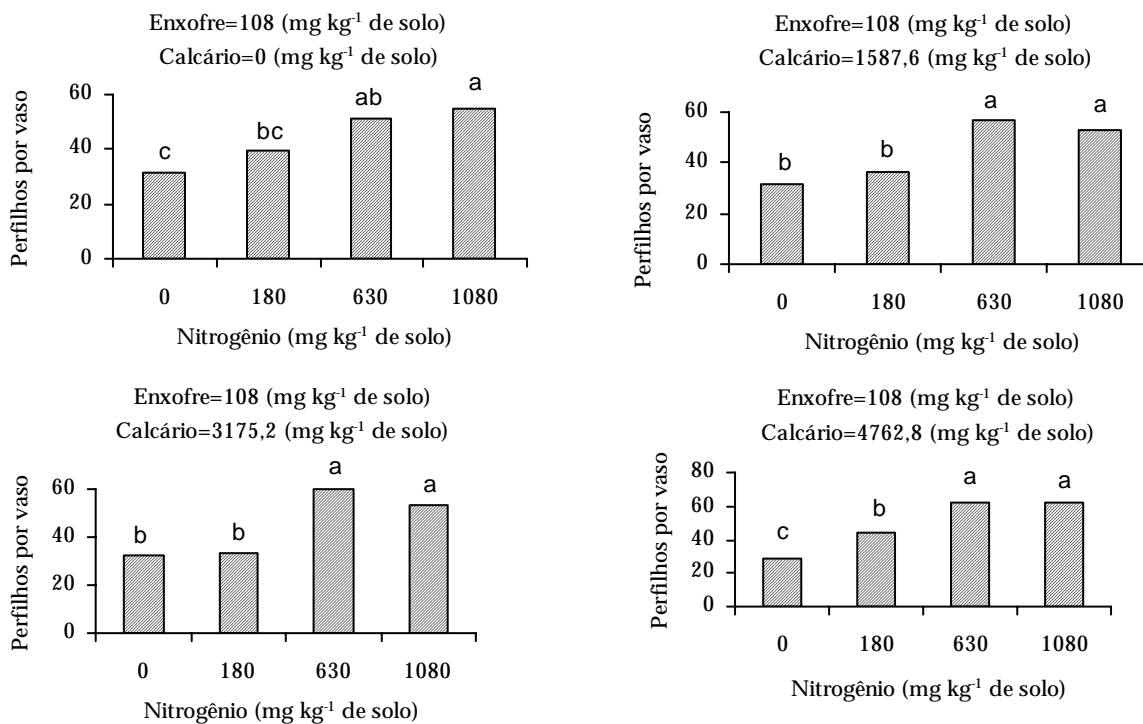 Enxofre=108 (mg kg⁻¹ de solo)
Calcário=0 (mg kg⁻¹ de solo)
Perfilhos por vaso
60
40
20
0
c
bc
ab
a
0 180 630 1080
Nitrogênio (mg kg⁻¹ de solo)
Enxofre=108 (mg kg⁻¹ de solo)
Calcário=1587,6 (mg kg⁻¹ de solo)
Perfilhos por vaso
60
40
20
0
b
b
a
a
0 180 630 1080
Nitrogênio (mg kg⁻¹ de solo)
Enxofre=108 (mg kg⁻¹ de solo)
Calcário=3175,2 (mg kg⁻¹ de solo)
Perfilhos por vaso
60
40
20
0
b
b
a
a
0 180 630 1080
Nitrogênio (mg kg⁻¹ de solo)
Enxofre=108 (mg kg⁻¹ de solo)
Calcário=4762,8 (mg kg⁻¹ de solo)
Perfilhos por vaso
80
60
40
20
0
c
b
a
a
0 180 630 1080
Nitrogênio (mg kg⁻¹ de solo)